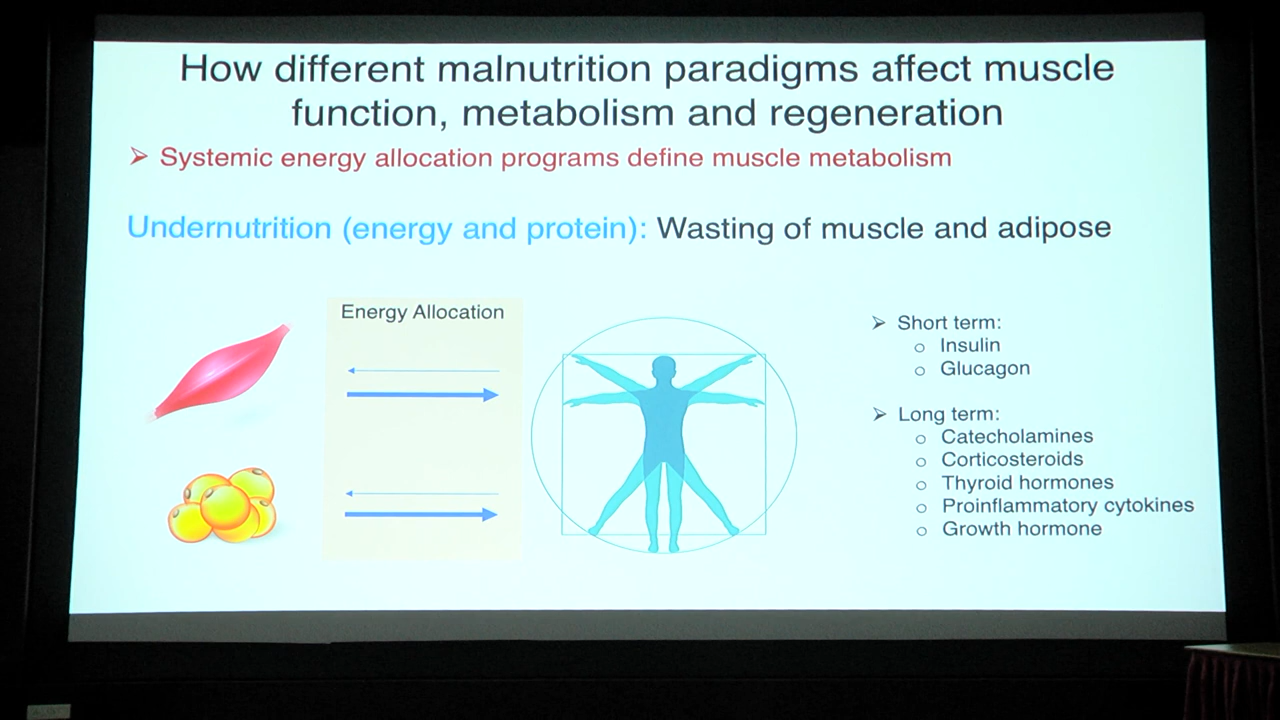 How different malnutrition paradigms affect muscle
function, metabolism and regeneration
➢ Systemic energy allocation programs define muscle metabolism
Undernutrition (energy and protein): Wasting of muscle and adipose
Energy Allocation
➢ Short term:
o Insulin
o Glucagon
➢ Long term:
o Catecholamines
o Corticosteroids
o Thyroid hormones
o Proinflammatory cytokines
o Growth hormone